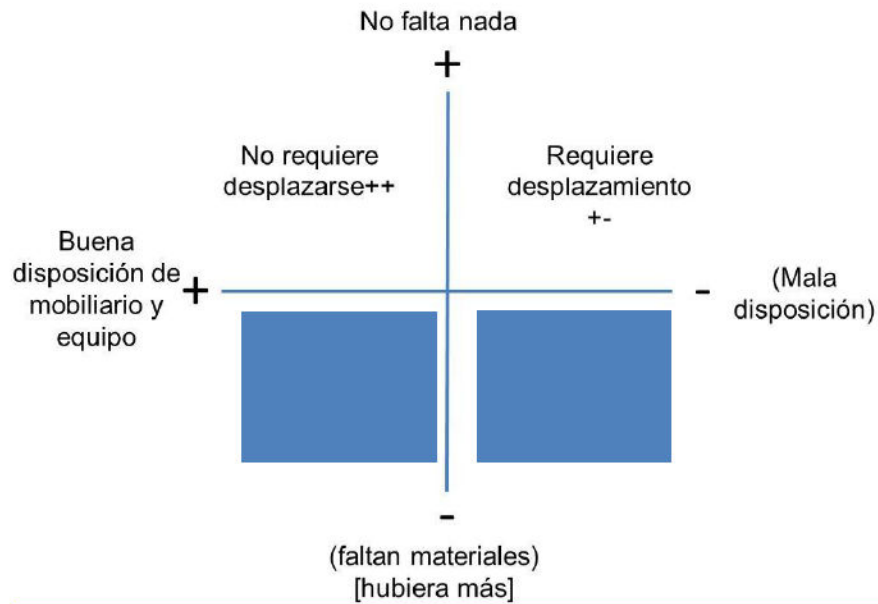 No falta nada
+
No requiere
desplazarse++
Requiere
desplazamiento
+-
Buena
disposición de
mobiliario y
equipo
+
-
(Mala
disposición)
-
(faltan materiales)
[hubiera más]